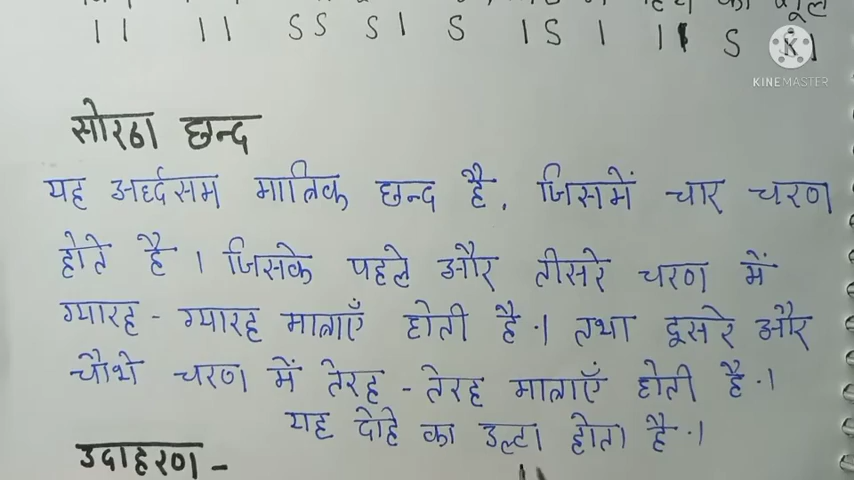 । । । । S S S । S । S । । । S
K
KINEMASTER
सोरठा छन्द
यह अर्द्धसम मात्रिक छन्द है, जिसमें चार चरण
होते है । जिसके पहले और तीसरे चरण में
ग्यारह - ग्यारह मात्राएँ होती है । तथा दूसरे और
चौथे चरण में तेरह - तेरह मात्राएँ होती है ।
यह दोहे का उल्टा होता है ।
उदाहरण -